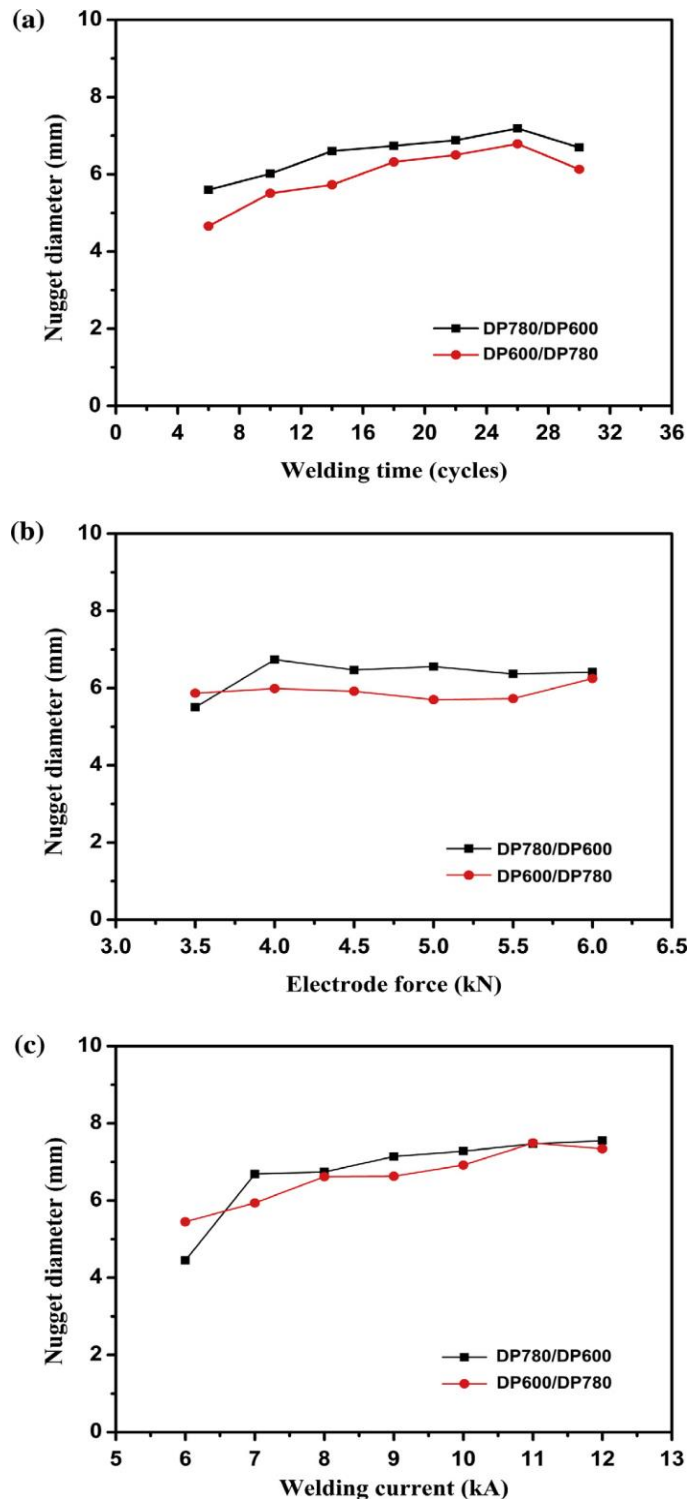 (a)
10
8
6
4
2
0
Nugget diameter (mm)
DP780/DP600
DP600/DP780
0 4 8 12 16 20 24 28 32 36
Welding time (cycles)
(b)
10
8
6
4
2
0
Nugget diameter (mm)
DP780/DP600
DP600/DP780
3.0 3.5 4.0 4.5 5.0 5.5 6.0 6.5
Electrode force (kN)
(c)
10
8
6
4
2
0
Nugget diameter (mm)
DP780/DP600
DP600/DP780
5 6 7 8 9 10 11 12 13
Welding current (kA)